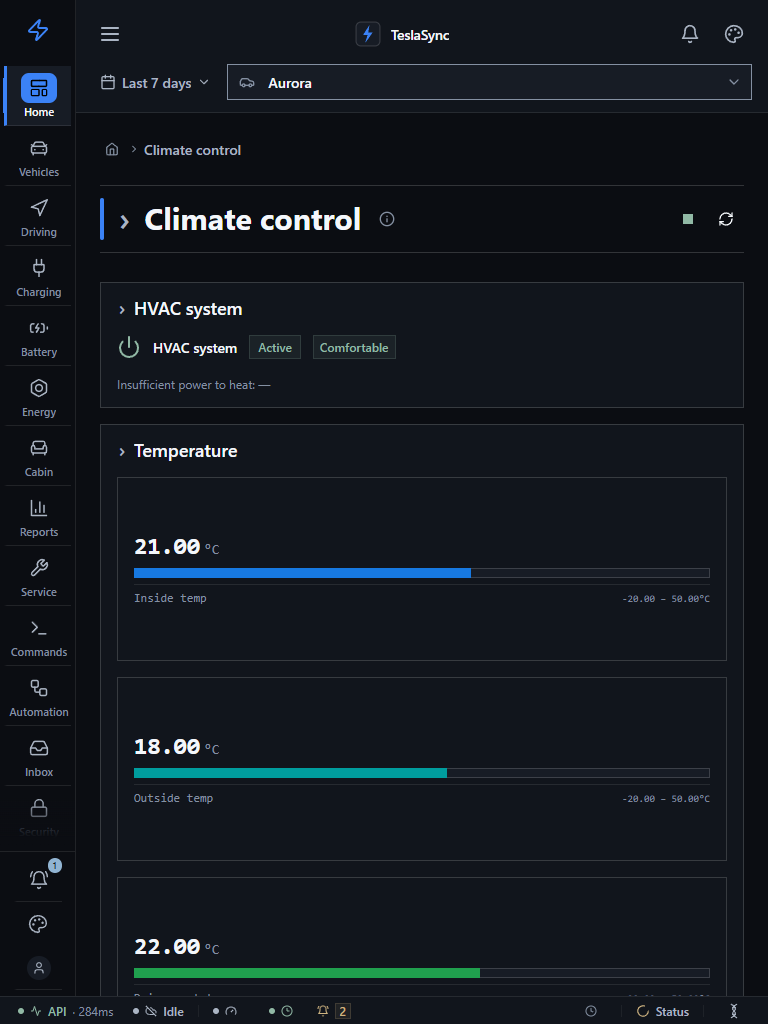 TeslaSync
Last 7 days
Aurora
Home
Vehicles
Driving
Charging
Battery
Energy
Cabin
Reports
Service
Commands
Automation
Inbox
Security
1
Climate control
Climate control
HVAC system
HVAC system
Active
Comfortable
Insufficient power to heat: —
Temperature
21.00 °C
Inside temp
-20.00 – 50.00°C
18.00 °C
Outside temp
-20.00 – 50.00°C
22.00 °C
API · 284ms
Idle
2
Status